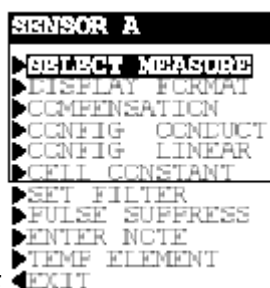 SENSOR A
SELECT MEASURE
DISPLAY FORMAT
COMPENSATION
CONFIG CONDUCT
CONFIG LINEAR
CELL CONSTANT
SET FILTER
PULSE SUPPRESS
ENTER NOTE
TEMP ELEMENT
EXIT